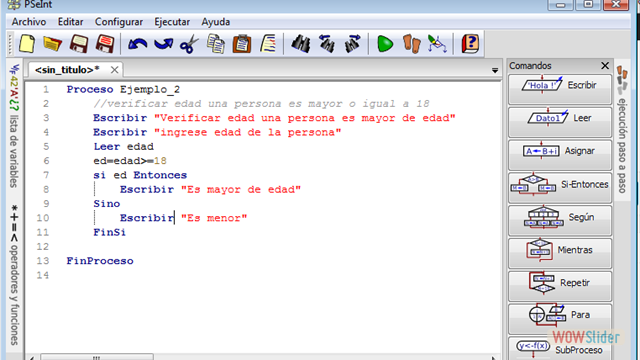 PSeInt
Archivo Editar Configurar Ejecutar Ayuda
<sin_titulo>*
Comandos
lista de variables
* + = < operadores y funciones
1 Proceso Ejemplo_2
2 //verificar edad una persona es mayor o igual a 18
3 Escribir "Verificar edad una persona es mayor de edad"
4 Escribir "ingrese edad de la persona"
5 Leer edad
6 ed=edad>=18
7 si ed Entonces
8 Escribir "Es mayor de edad"
9 Sino
10 Escribir "Es menor"
11 FinSi
12
13 FinProceso
14
'Hola !' Escribir
Dato1 Leer
A B+i Asignar
Si-Entonces
Según
Mientras
Repetir
Para
y<-f(x) SubProceso
ejecución paso a paso
WOWSlider